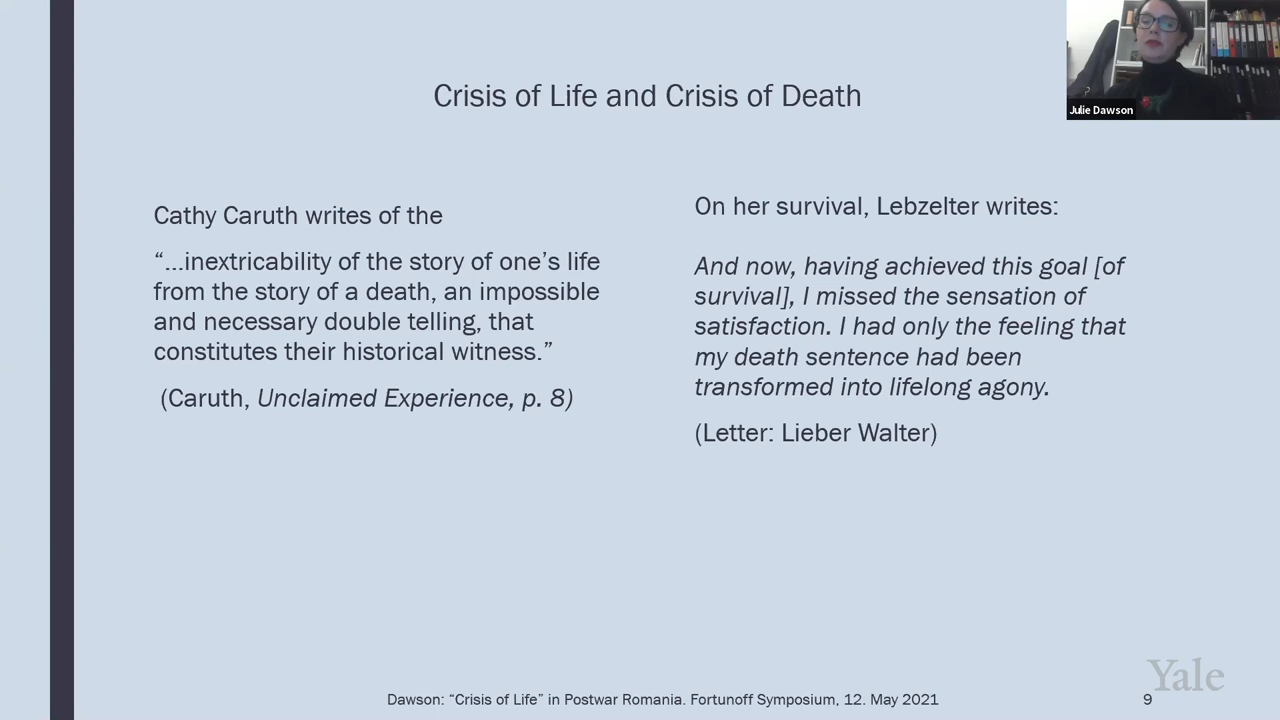 Crisis of Life and Crisis of Death
Cathy Caruth writes of the
“…inextricability of the story of one’s life
from the story of a death, an impossible
and necessary double telling, that
constitutes their historical witness.”
(Caruth, Unclaimed Experience, p. 8)
On her survival, Lebzelter writes:
And now, having achieved this goal [of
survival], I missed the sensation of
satisfaction. I had only the feeling that
my death sentence had been
transformed into lifelong agony.
(Letter: Lieber Walter)
Julie Dawson
Dawson: “Crisis of Life” in Postwar Romania. Fortunoff Symposium, 12. May 2021
9
Yale